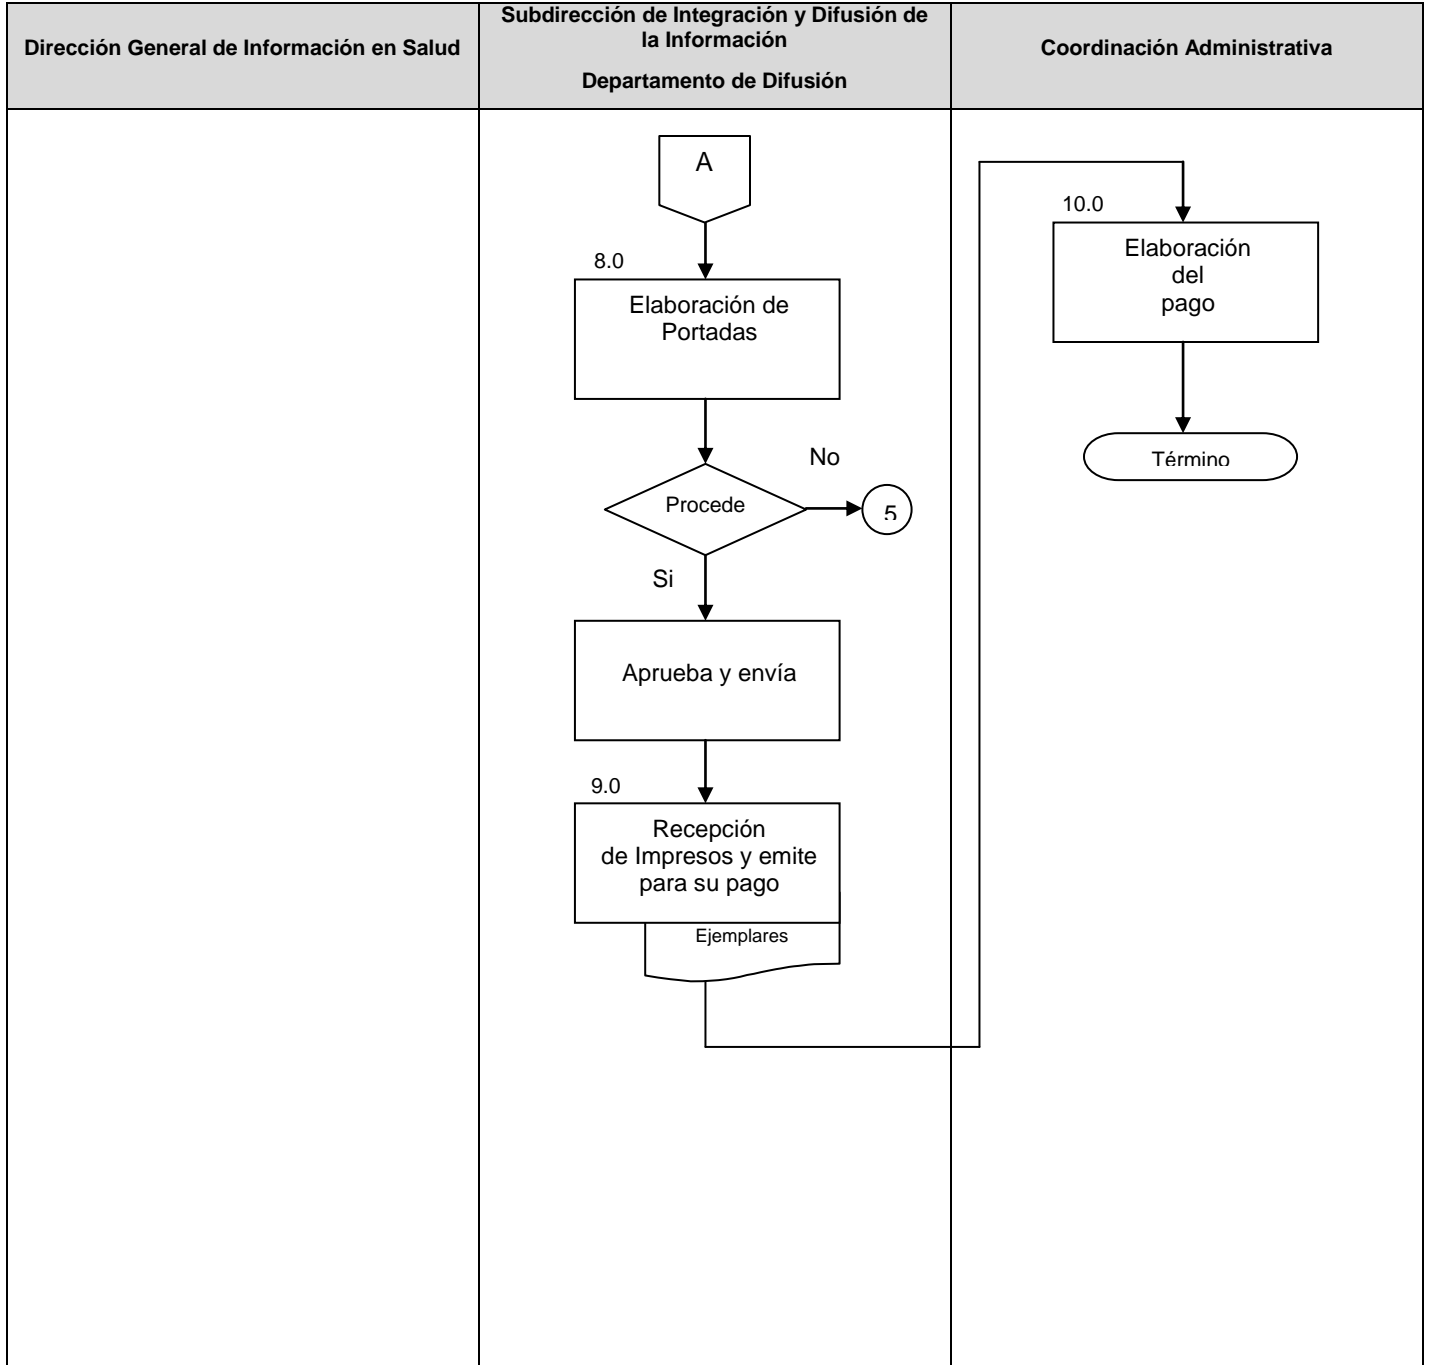 Dirección General de Información en Salud
Subdirección de Integración y Difusión de
la Información
Departamento de Difusión
Coordinación Administrativa
A
8.0
Elaboración de
Portadas
No
Procede
5
Si
Aprueba y envía
9.0
Recepción
de Impresos y emite
para su pago
Ejemplares
10.0
Elaboración
del
pago
Término